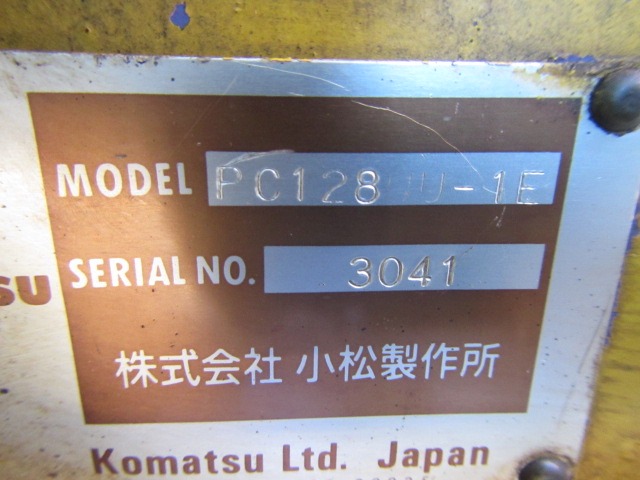 MODEL PC128UU-1E
su SERIAL NO. 3041
株式会社 小松製作所
Komatsu Ltd. Japan